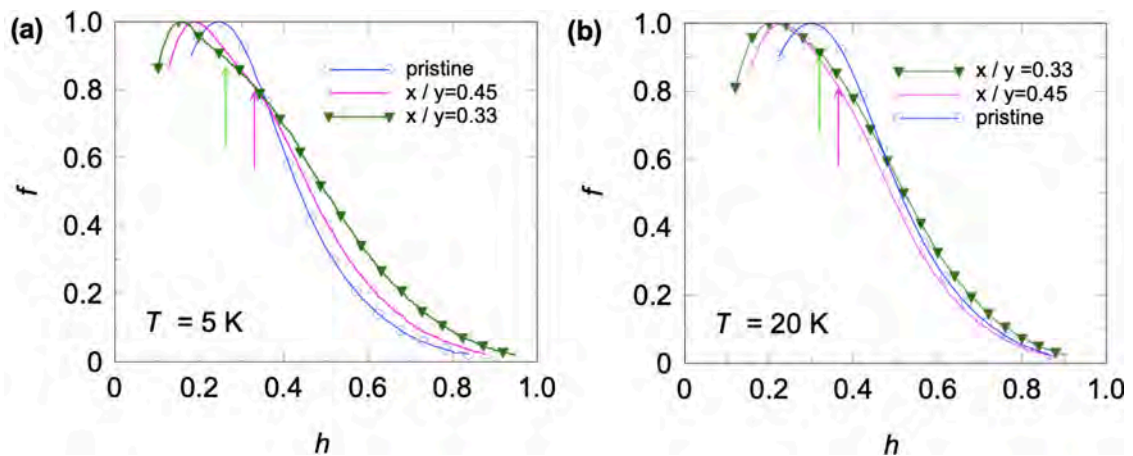 (a)
1.0
0.8
0.6
0.4
0.2
0
f
pristine
x / y=0.45
x / y=0.33
T = 5 K
0 0.2 0.4 0.6 0.8 1.0
h
(b)
1.0
0.8
0.6
0.4
0.2
0
f
x / y=0.33
x / y=0.45
pristine
T = 20 K
0 0.2 0.4 0.6 0.8 1.0
h